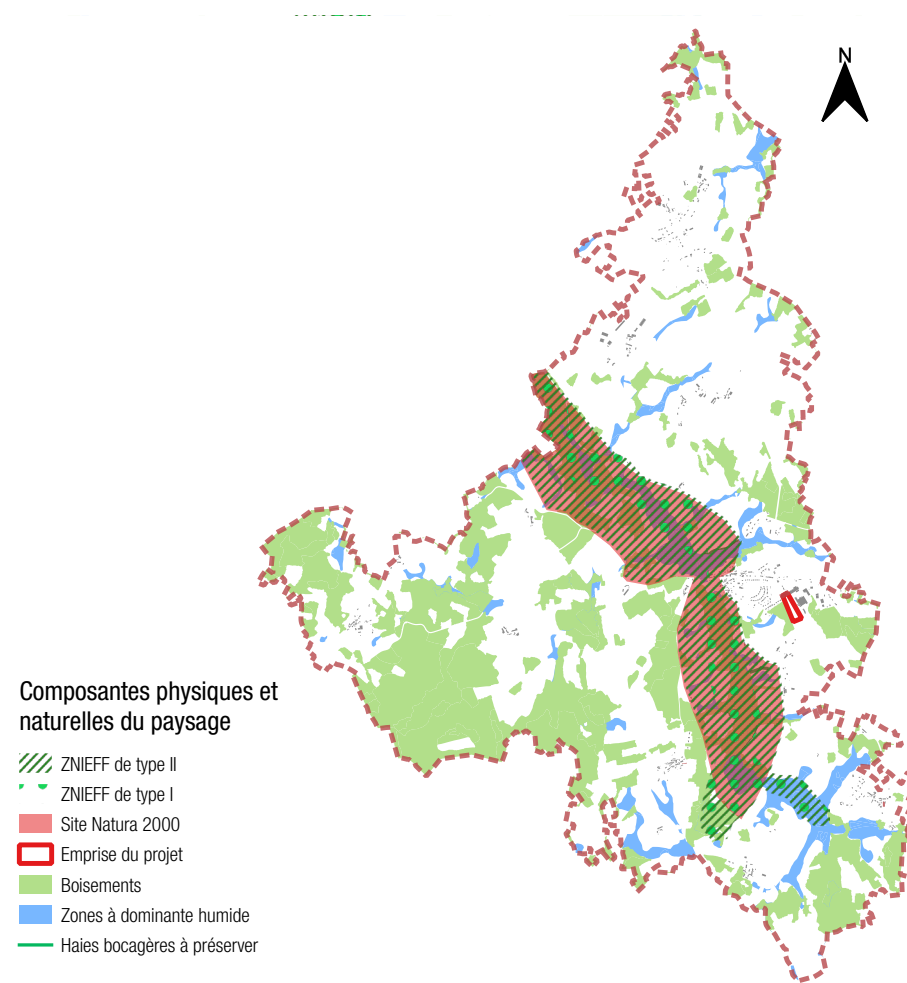 N
Composantes physiques et
naturelles du paysage
ZNIEFF de type II
ZNIEFF de type I
Site Natura 2000
Emprise du projet
Boisements
Zones à dominante humide
Haies bocagères à préserver